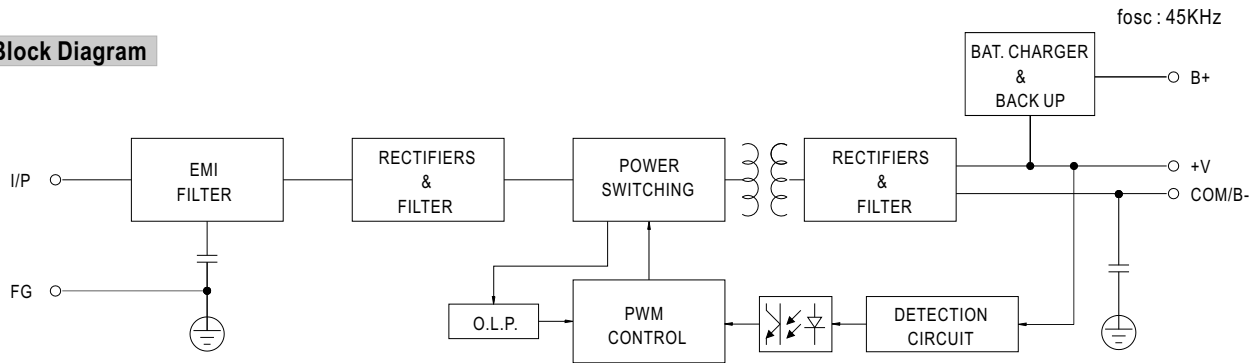 fosc : 45KHz
Block Diagram
BAT. CHARGER
&
BACK UP
B+
I/P
EMI
FILTER
RECTIFIERS
&
FILTER
POWER
SWITCHING
RECTIFIERS
&
FILTER
+V
COM/B-
FG
O.L.P.
PWM
CONTROL
DETECTION
CIRCUIT